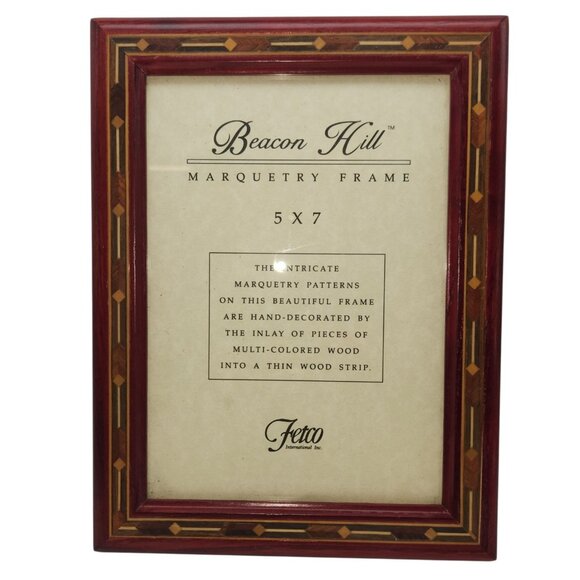 Beacon Hill™
MARQUETRY FRAME
5 X 7
THE INTRICATE
MARQUETRY PATTERNS
ON THIS BEAUTIFUL FRAME
ARE HAND-DECORATED BY
THE INLAY OF PIECES OF
MULTI-COLORED WOOD
INTO A THIN WOOD STRIP.
Fetco
International Inc.